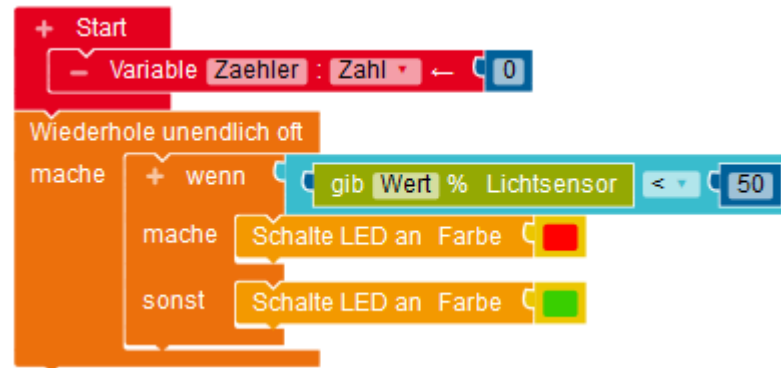 + Start
− Variable Zaehler : Zahl ← 0
Wiederhole unendlich oft
mache + wenn gib Wert % Lichtsensor < 50
mache Schalte LED an Farbe
sonst Schalte LED an Farbe